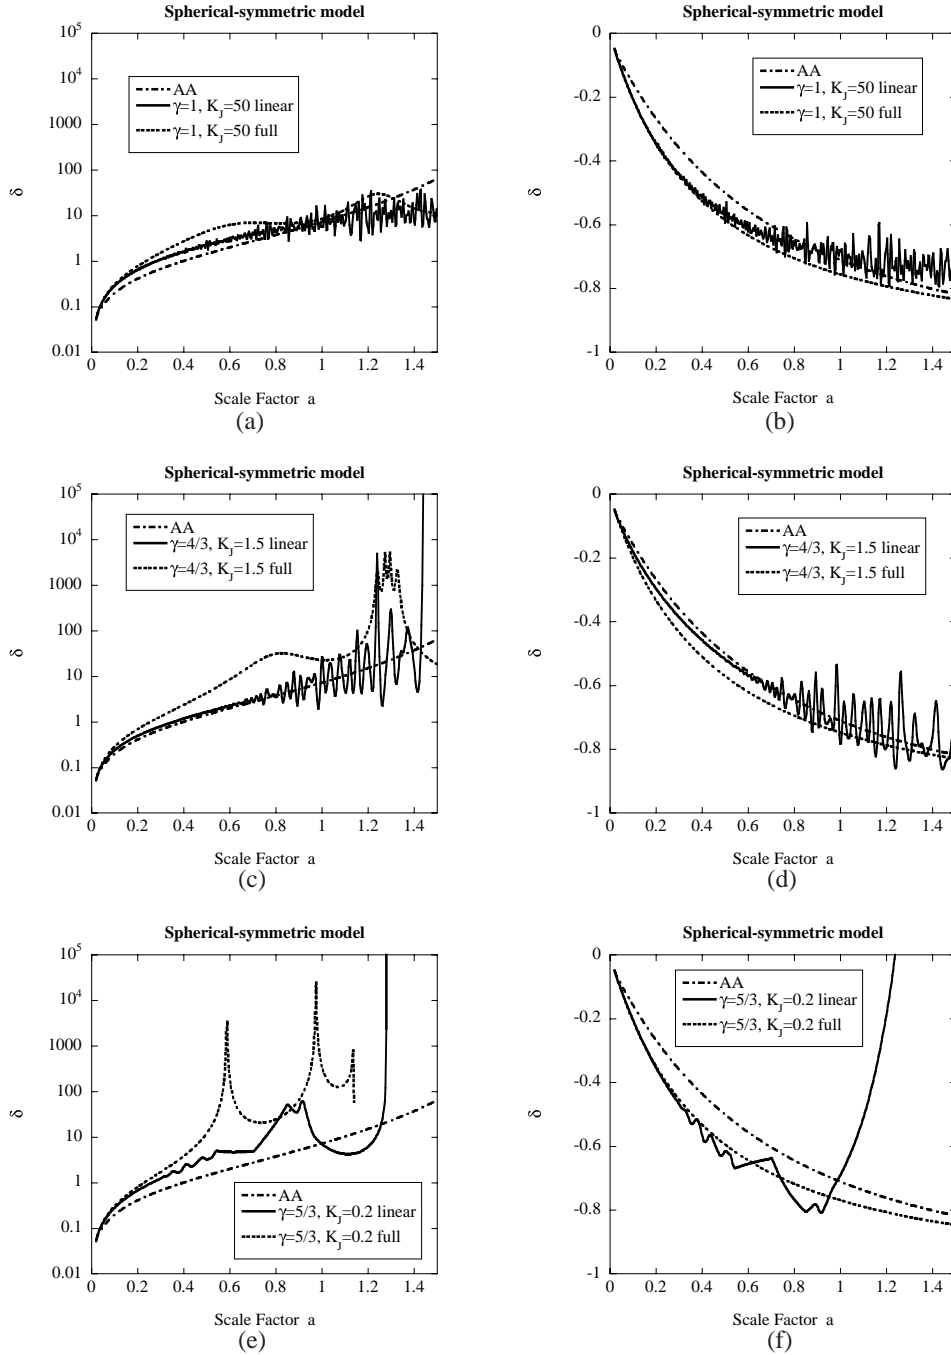 Spherical-symmetric model
10^5
10^4
1000
100
10
1
0.1
0.01
δ
AA
γ=1, K_J=50 linear
γ=1, K_J=50 full
0 0.2 0.4 0.6 0.8 1 1.2 1.4
Scale Factor a
(a)
Spherical-symmetric model
0
-0.2
-0.4
-0.6
-0.8
-1
δ
AA
γ=1, K_J=50 linear
γ=1, K_J=50 full
0 0.2 0.4 0.6 0.8 1 1.2 1.4
Scale Factor a
(b)
Spherical-symmetric model
10^5
10^4
1000
100
10
1
0.1
0.01
δ
AA
γ=4/3, K_J=1.5 linear
γ=4/3, K_J=1.5 full
0 0.2 0.4 0.6 0.8 1 1.2 1.4
Scale Factor a
(c)
Spherical-symmetric model
0
-0.2
-0.4
-0.6
-0.8
-1
δ
AA
γ=4/3, K_J=1.5 linear
γ=4/3, K_J=1.5 full
0 0.2 0.4 0.6 0.8 1 1.2 1.4
Scale Factor a
(d)
Spherical-symmetric model
10^5
10^4
1000
100
10
1
0.1
0.01
δ
AA
γ=5/3, K_J=0.2 linear
γ=5/3, K_J=0.2 full
0 0.2 0.4 0.6 0.8 1 1.2 1.4
Scale Factor a
(e)
Spherical-symmetric model
0
-0.2
-0.4
-0.6
-0.8
-1
δ
AA
γ=5/3, K_J=0.2 linear
γ=5/3, K_J=0.2 full
0 0.2 0.4 0.6 0.8 1 1.2 1.4
Scale Factor a
(f)